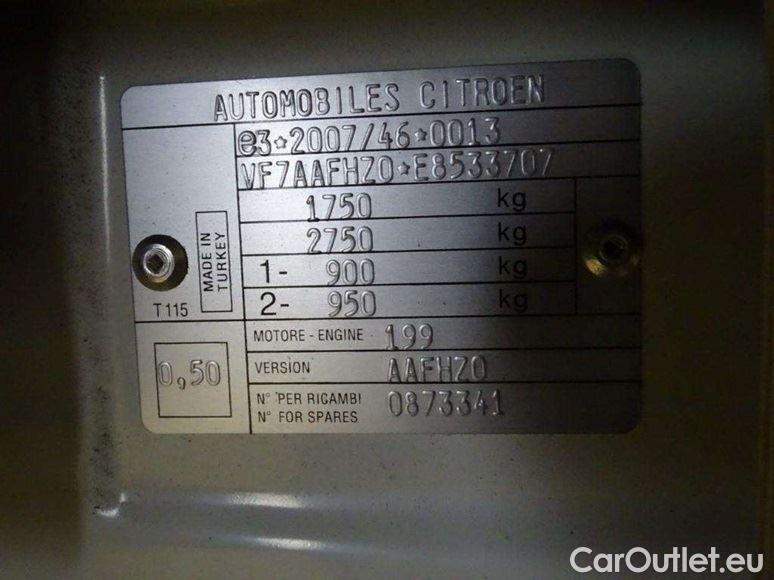 AUTOMOBILES CITROEN
e3*2007/46*0013
VF7AAFHZ0*E8533707
1750 kg
2750 kg
1- 900 kg
2- 950 kg
MADE IN
TURKEY
T115
MOTORE - ENGINE 199
0,50
VERSION AAFHZ0
N° PER RICAMBI
N° FOR SPARES 0873341
CarOutlet.eu